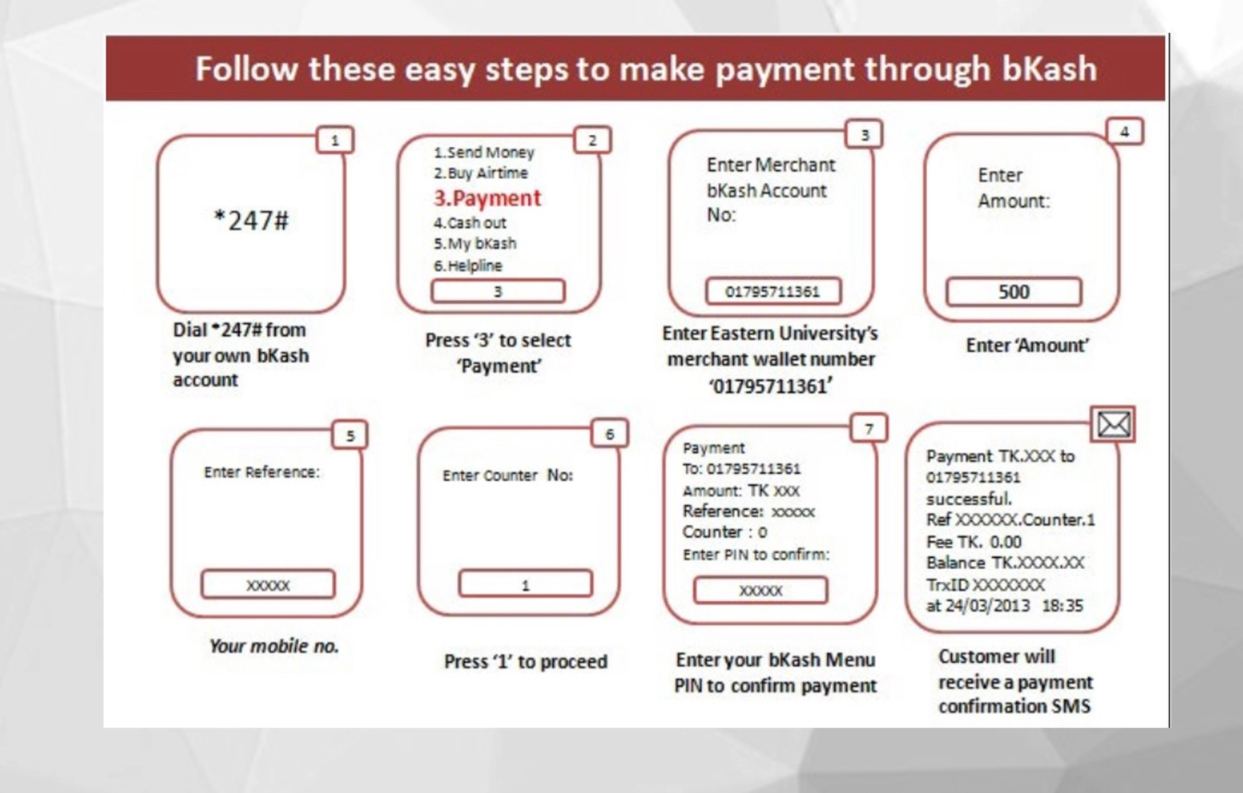 Follow these easy steps to make payment through bKash
1
*247#
Dial *247# from
your own bKash
account
2
1.Send Money
2.Buy Airtime
3.Payment
4.Cash out
5.My bKash
6.Helpline
3
Press ‘3’ to select
‘Payment’
3
Enter Merchant
bKash Account
No:
01795711361
Enter Eastern University’s
merchant wallet number
‘01795711361’
4
Enter
Amount:
500
Enter ‘Amount’
5
Enter Reference:
XXXXX
Your mobile no.
6
Enter Counter No:
1
Press ‘1’ to proceed
7
Payment
To: 01795711361
Amount: TK xxx
Reference: xxxxx
Counter : 0
Enter PIN to confirm:
XXXXX
Enter your bKash Menu
PIN to confirm payment
Payment TK.XXX to
01795711361
successful.
Ref XXXXXX.Counter.1
Fee TK. 0.00
Balance TK.XXXX.XX
TrxID XXXXXXX
at 24/03/2013 18:35
Customer will
receive a payment
confirmation SMS